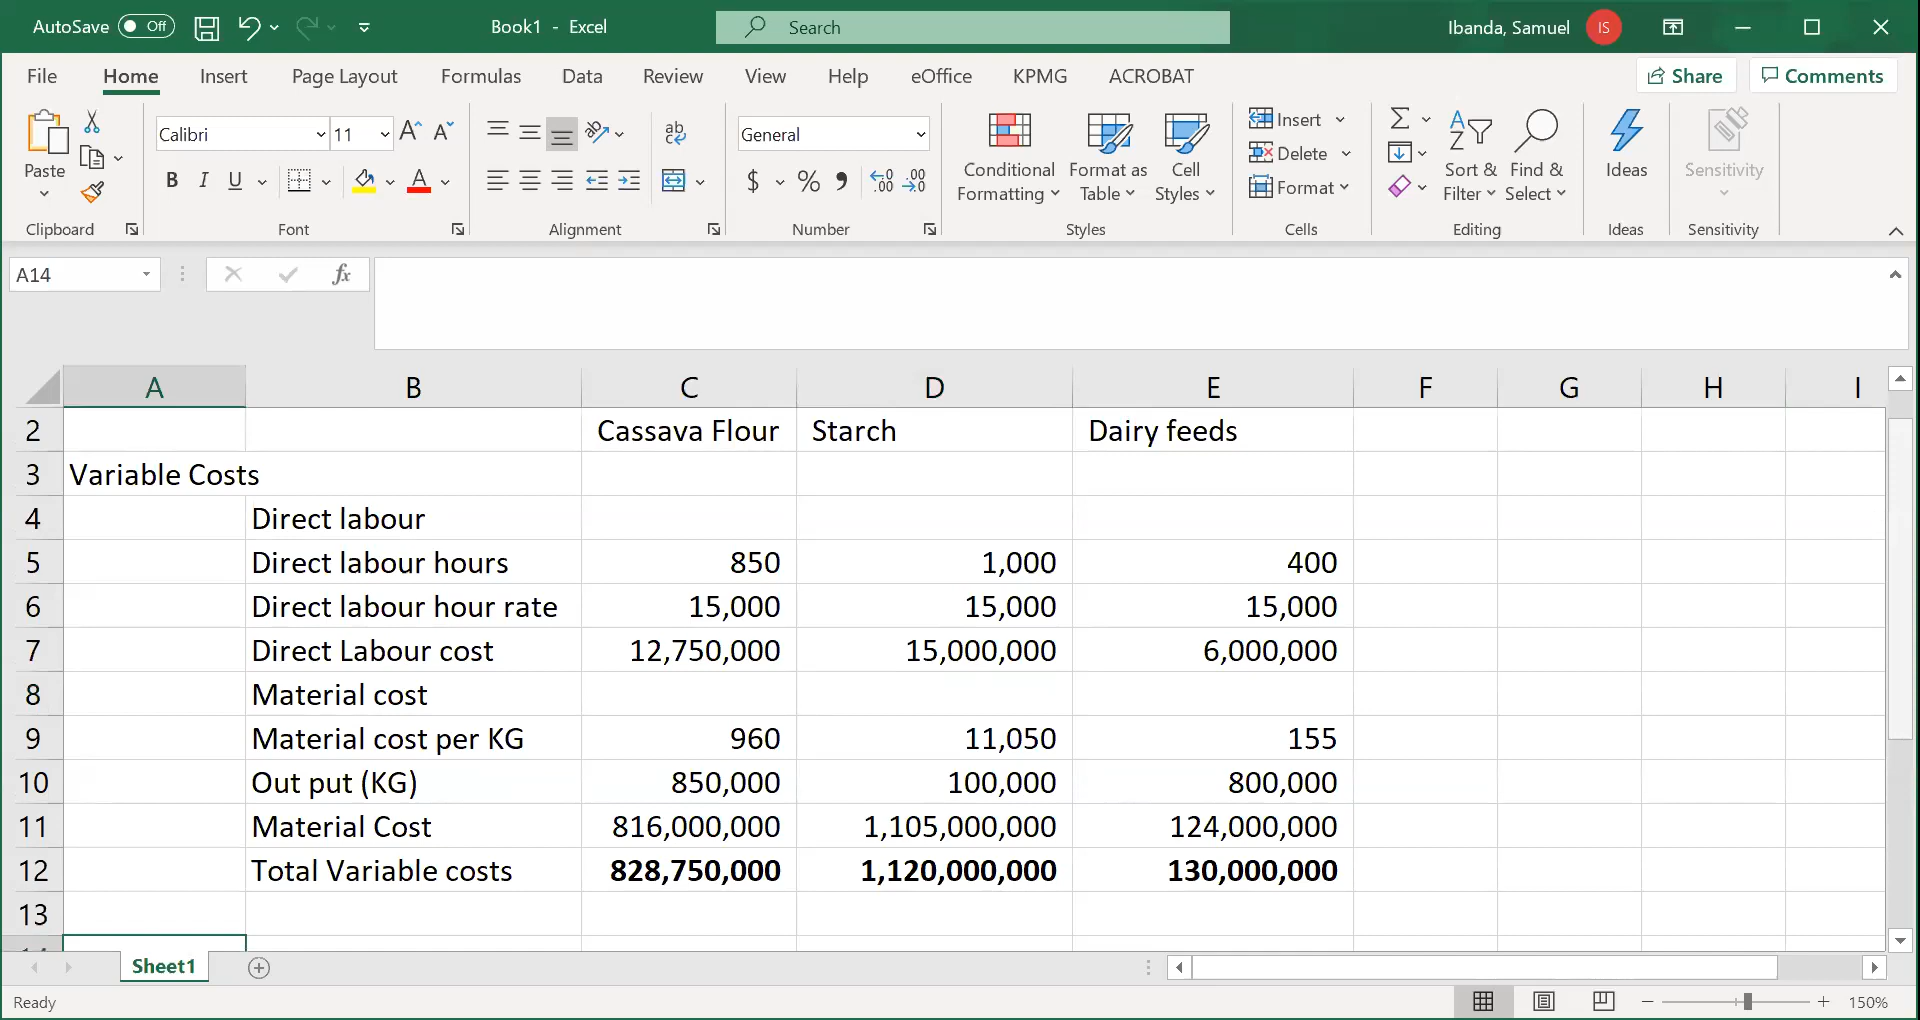 AutoSave Off Book1 - Excel Search Ibanda, Samuel IS
File Home Insert Page Layout Formulas Data Review View Help eOffice KPMG ACROBAT Share Comments
Paste Calibri 11 B I U ab General $ % Conditional Formatting Format as Table Cell Styles Insert Delete Format Sort & Filter Find & Select Ideas Sensitivity
Clipboard Font Alignment Number Styles Cells Editing Ideas Sensitivity
A14 fx
A B C D E F G H I
2 Cassava Flour Starch Dairy feeds
3 Variable Costs
4 Direct labour
5 Direct labour hours 850 1,000 400
6 Direct labour hour rate 15,000 15,000 15,000
7 Direct Labour cost 12,750,000 15,000,000 6,000,000
8 Material cost
9 Material cost per KG 960 11,050 155
10 Out put (KG) 850,000 100,000 800,000
11 Material Cost 816,000,000 1,105,000,000 124,000,000
12 Total Variable costs 828,750,000 1,120,000,000 130,000,000
13
Sheet1
Ready 150%